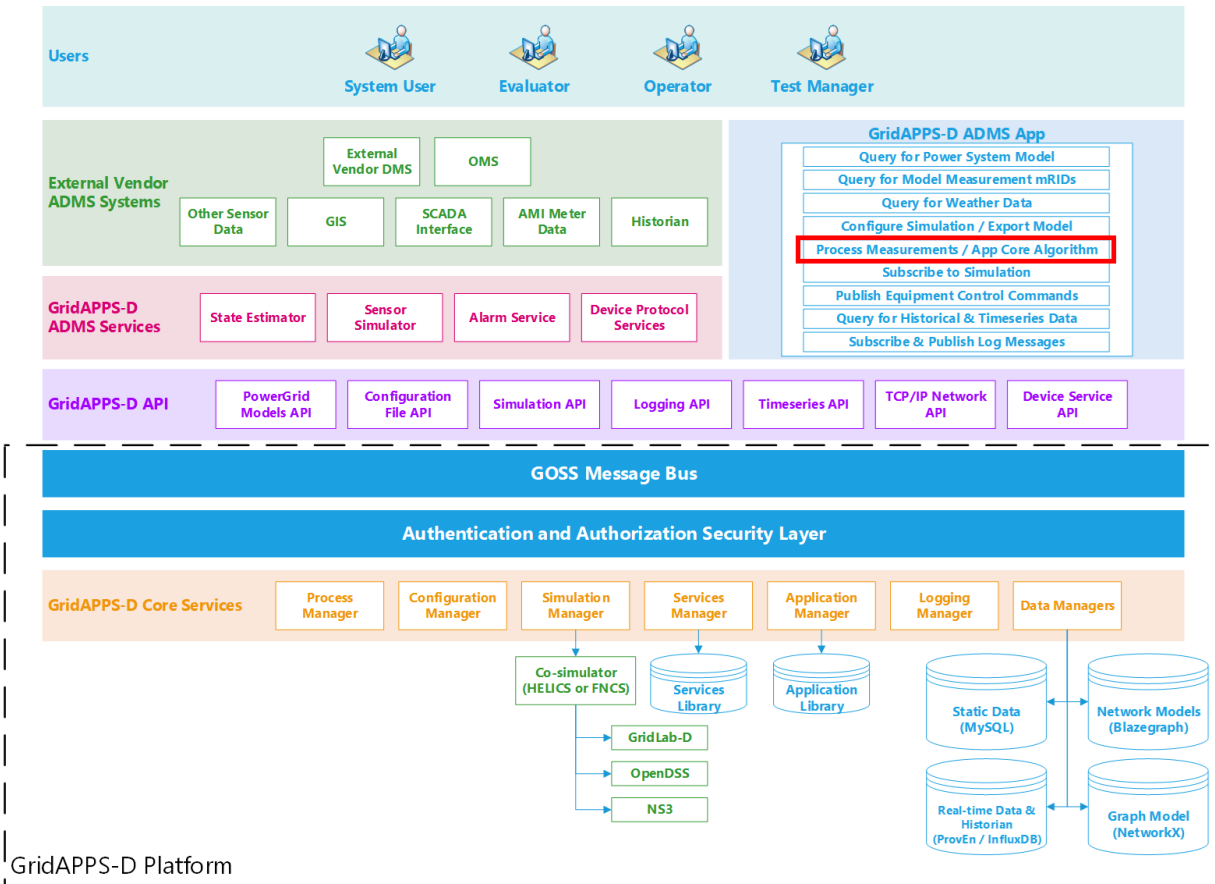 Users
System User
Evaluator
Operator
Test Manager
External Vendor
ADMS Systems
External
Vendor DMS
OMS
Other Sensor
Data
GIS
SCADA
Interface
AMI Meter
Data
Historian
GridAPPS-D ADMS App
Query for Power System Model
Query for Model Measurement mRIDs
Query for Weather Data
Configure Simulation / Export Model
Process Measurements / App Core Algorithm
Subscribe to Simulation
Publish Equipment Control Commands
Query for Historical & Timeseries Data
Subscribe & Publish Log Messages
GridAPPS-D
ADMS Services
State Estimator
Sensor
Simulator
Alarm Service
Device Protocol
Services
GridAPPS-D API
PowerGrid
Models API
Configuration
File API
Simulation API
Logging API
Timeseries API
TCP/IP Network
API
Device Service
API
GOSS Message Bus
Authentication and Authorization Security Layer
GridAPPS-D Core Services
Process
Manager
Configuration
Manager
Simulation
Manager
Services
Manager
Application
Manager
Logging
Manager
Data Managers
Co-simulator
(HELICS or FNCS)
Services
Library
Application
Library
GridLab-D
OpenDSS
NS3
Static Data
(MySQL)
Network Models
(Blazegraph)
Real-time Data &
Historian
(ProvEn / InfluxDB)
Graph Model
(NetworkX)
GridAPPS-D Platform